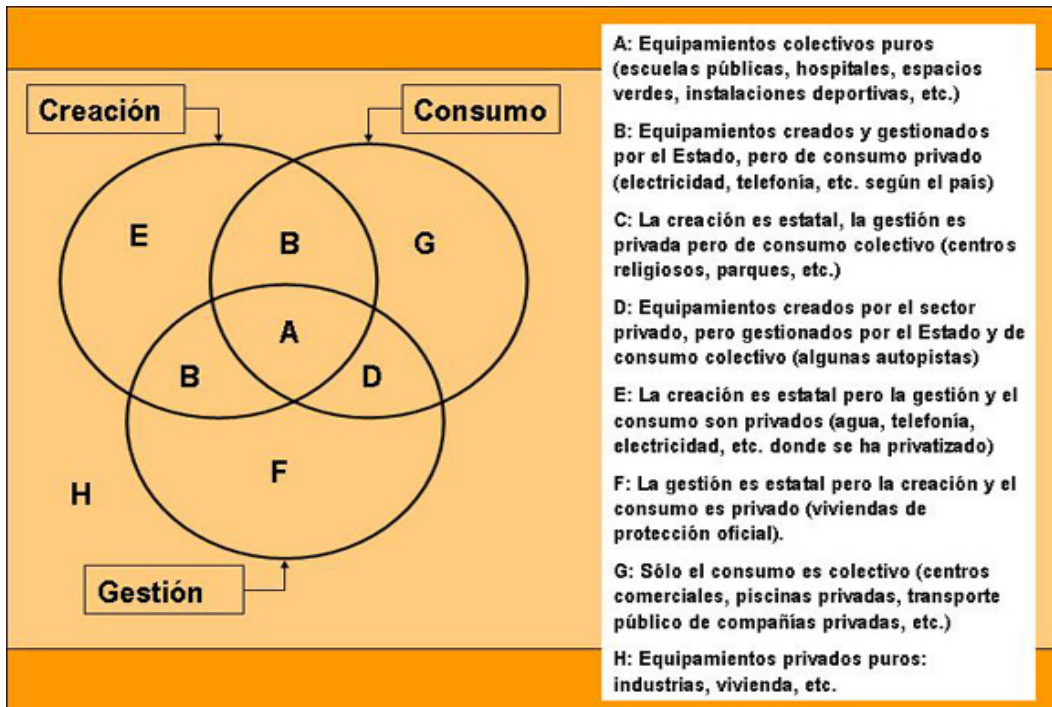 Creación
Consumo
E
B
G
A
B
D
F
H
Gestión
A: Equipamientos colectivos puros
(escuelas públicas, hospitales, espacios
verdes, instalaciones deportivas, etc.)
B: Equipamientos creados y gestionados
por el Estado, pero de consumo privado
(electricidad, telefonía, etc. según el país)
C: La creación es estatal, la gestión es
privada pero de consumo colectivo (centros
religiosos, parques, etc.)
D: Equipamientos creados por el sector
privado, pero gestionados por el Estado y de
consumo colectivo (algunas autopistas)
E: La creación es estatal pero la gestión y el
consumo son privados (agua, telefonía,
electricidad, etc. donde se ha privatizado)
F: La gestión es estatal pero la creación y el
consumo es privado (viviendas de
protección oficial).
G: Sólo el consumo es colectivo (centros
comerciales, piscinas privadas, transporte
público de compañías privadas, etc.)
H: Equipamientos privados puros:
industrias, vivienda, etc.